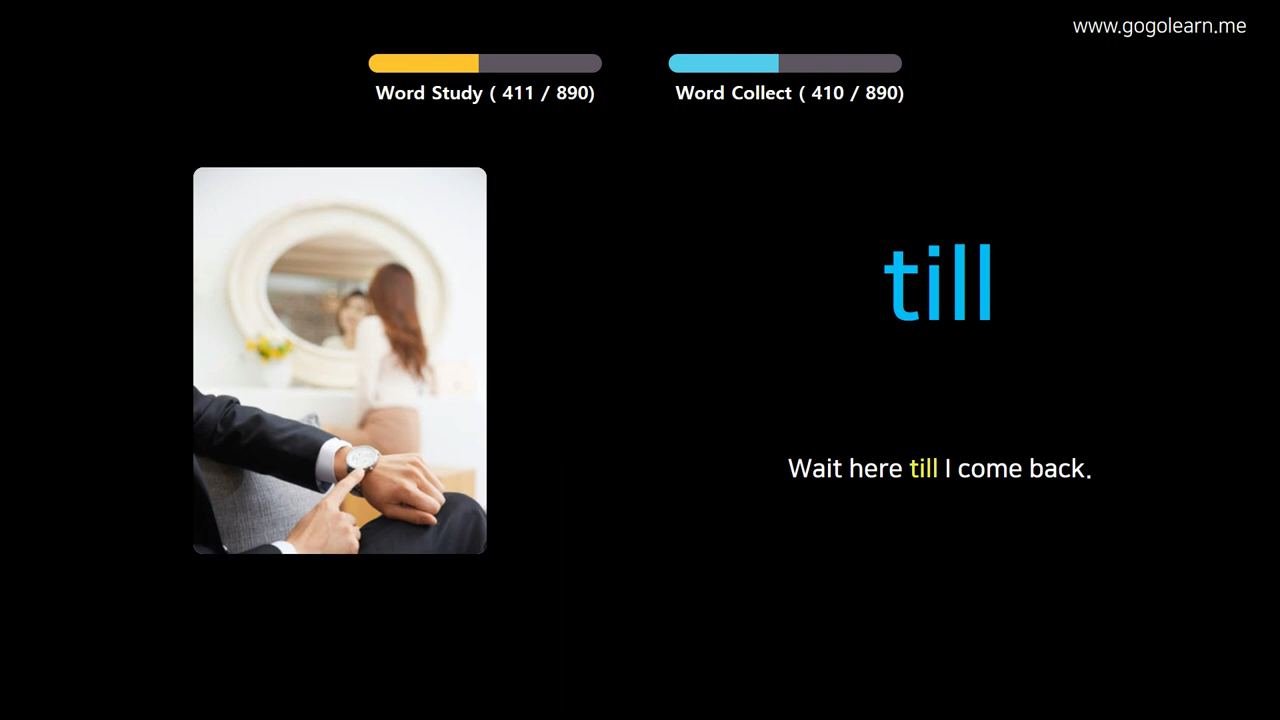 www.gogolearn.me
Word Study ( 411 / 890)
Word Collect ( 410 / 890)
till
Wait here till I come back.